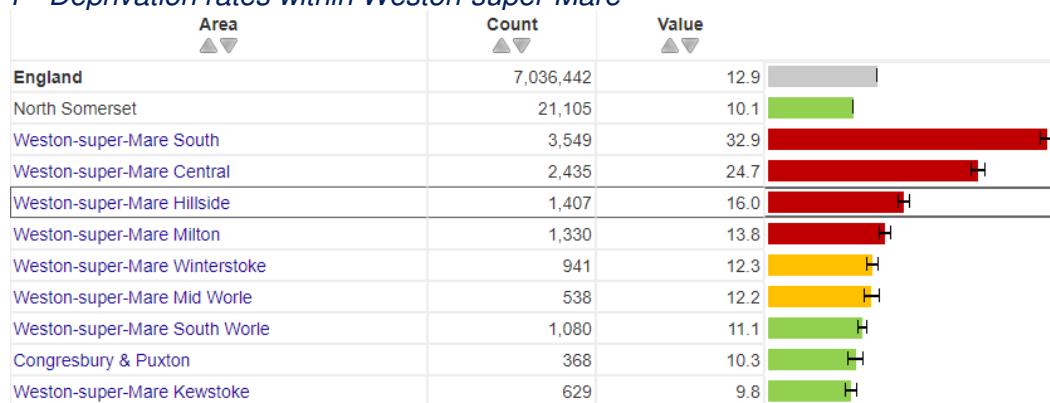 Deprivation rates within Weston-super-Mare
Area Count Value
England 7,036,442 12.9
North Somerset 21,105 10.1
Weston-super-Mare South 3,549 32.9
Weston-super-Mare Central 2,435 24.7
Weston-super-Mare Hillside 1,407 16.0
Weston-super-Mare Milton 1,330 13.8
Weston-super-Mare Winterstoke 941 12.3
Weston-super-Mare Mid Worle 538 12.2
Weston-super-Mare South Worle 1,080 11.1
Congresbury & Puxton 368 10.3
Weston-super-Mare Kewstoke 629 9.8